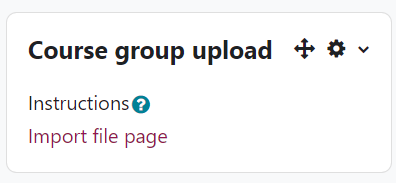 Course group upload
Instructions
Import file page